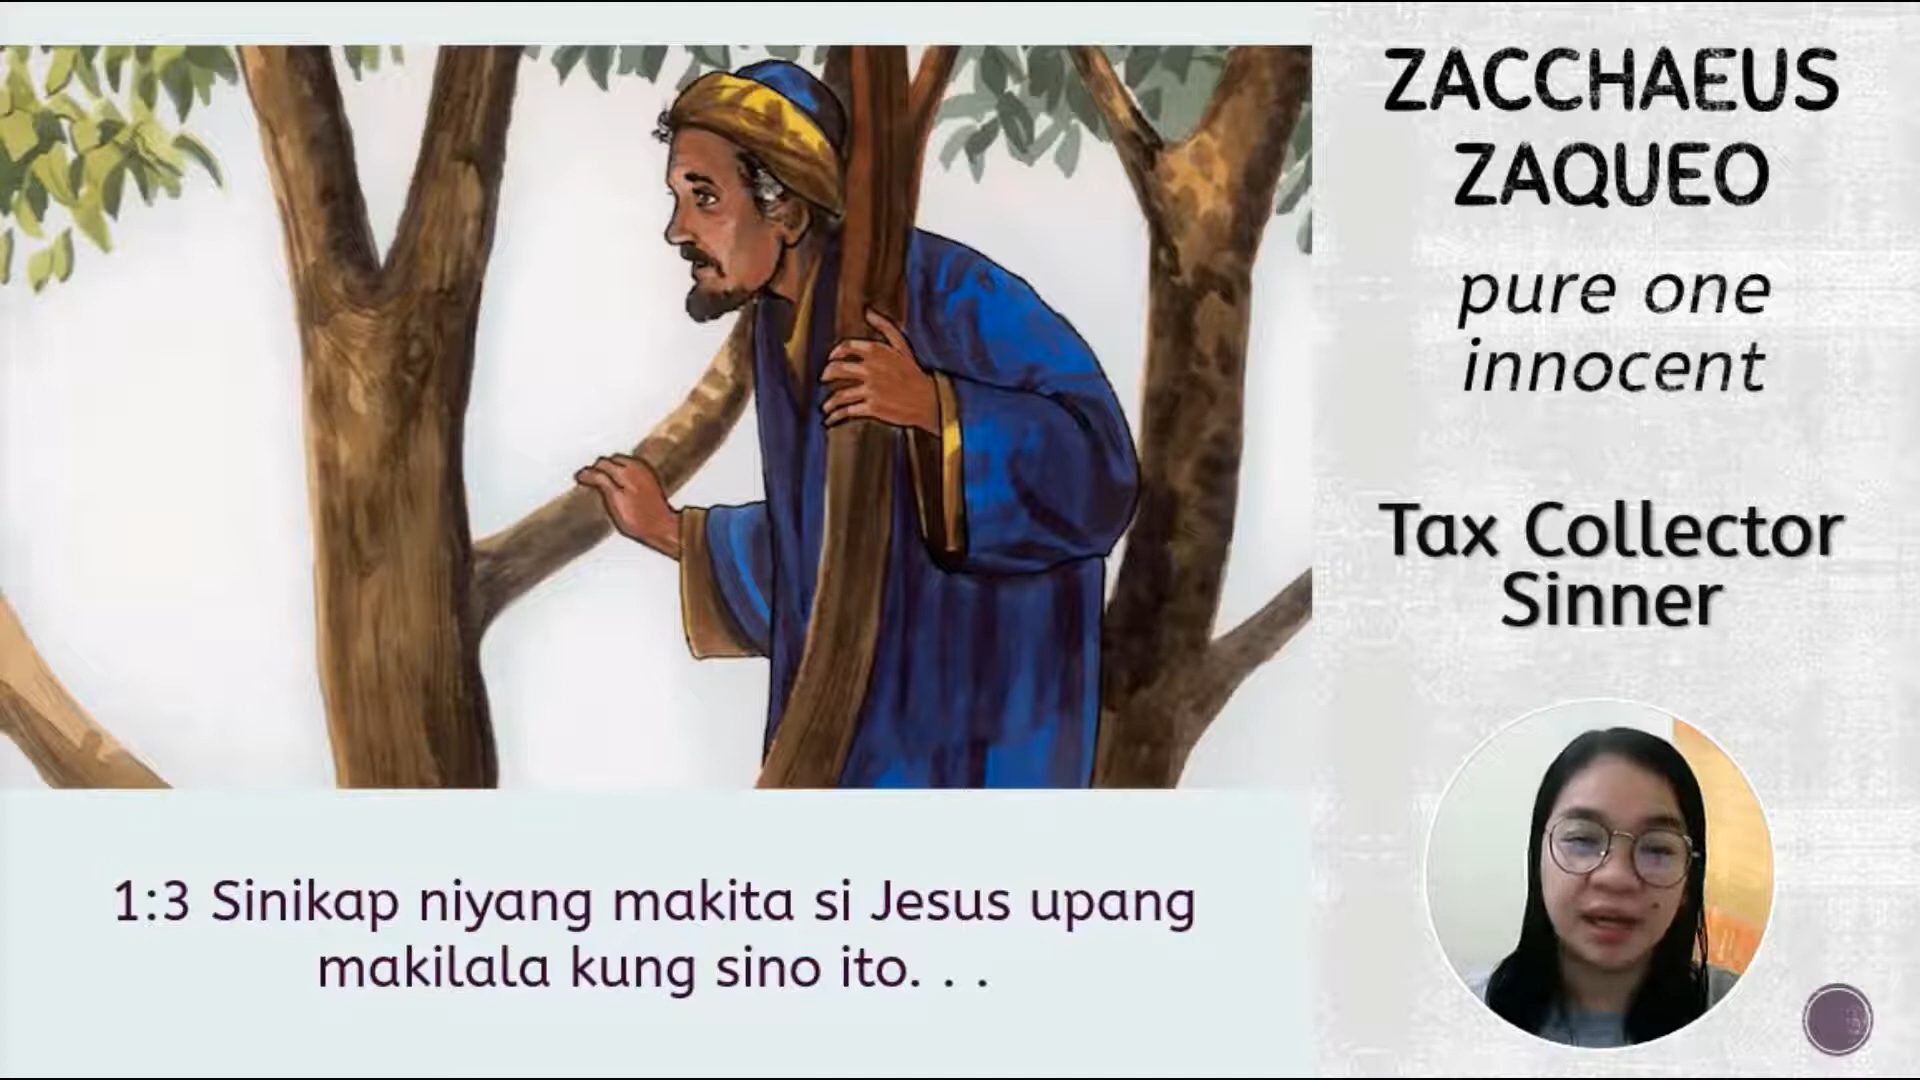 ZACCHAEUS
ZAQUEO
pure one
innocent
Tax Collector
Sinner
1:3 Sinikap niyang makita si Jesus upang
makilala kung sino ito. . .